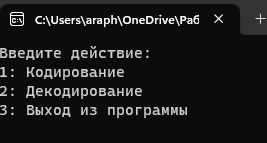 C:\Users\araph\OneDrive\Раб
Введите действие:
1: Кодирование
2: Декодирование
3: Выход из программы